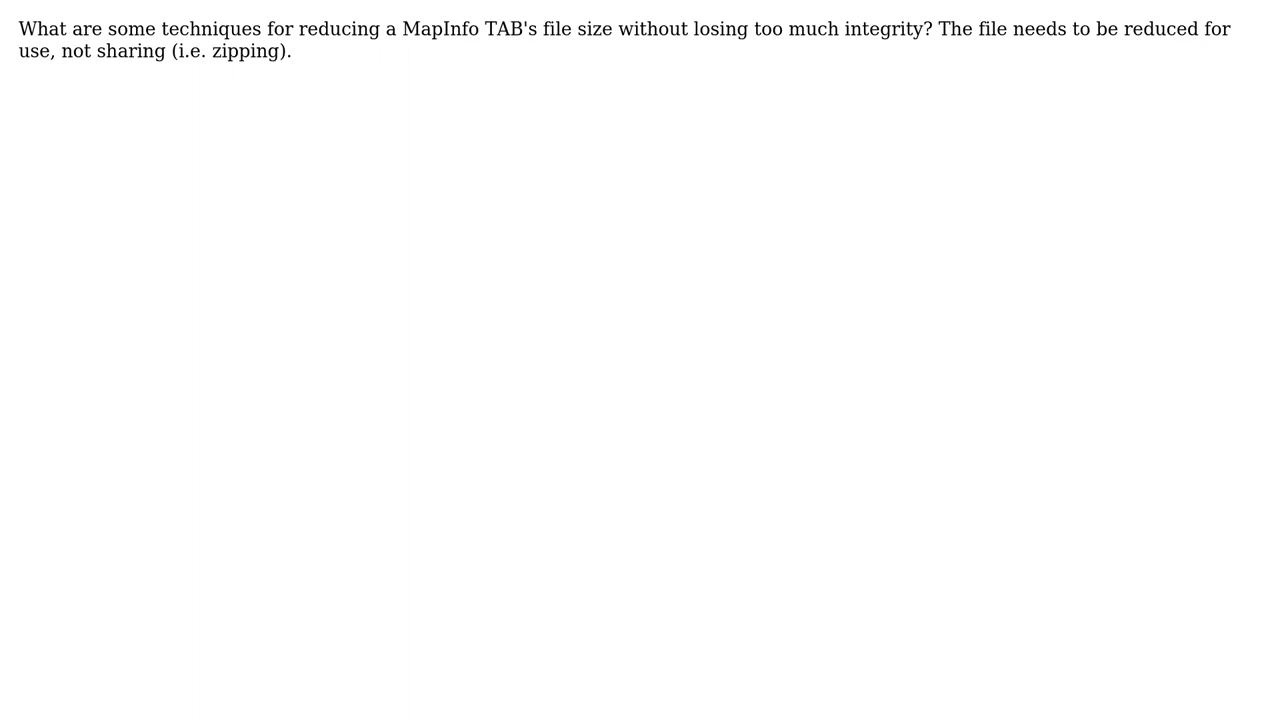 What are some techniques for reducing a MapInfo TAB's file size without losing too much integrity? The file needs to be reduced for
use, not sharing (i.e. zipping).